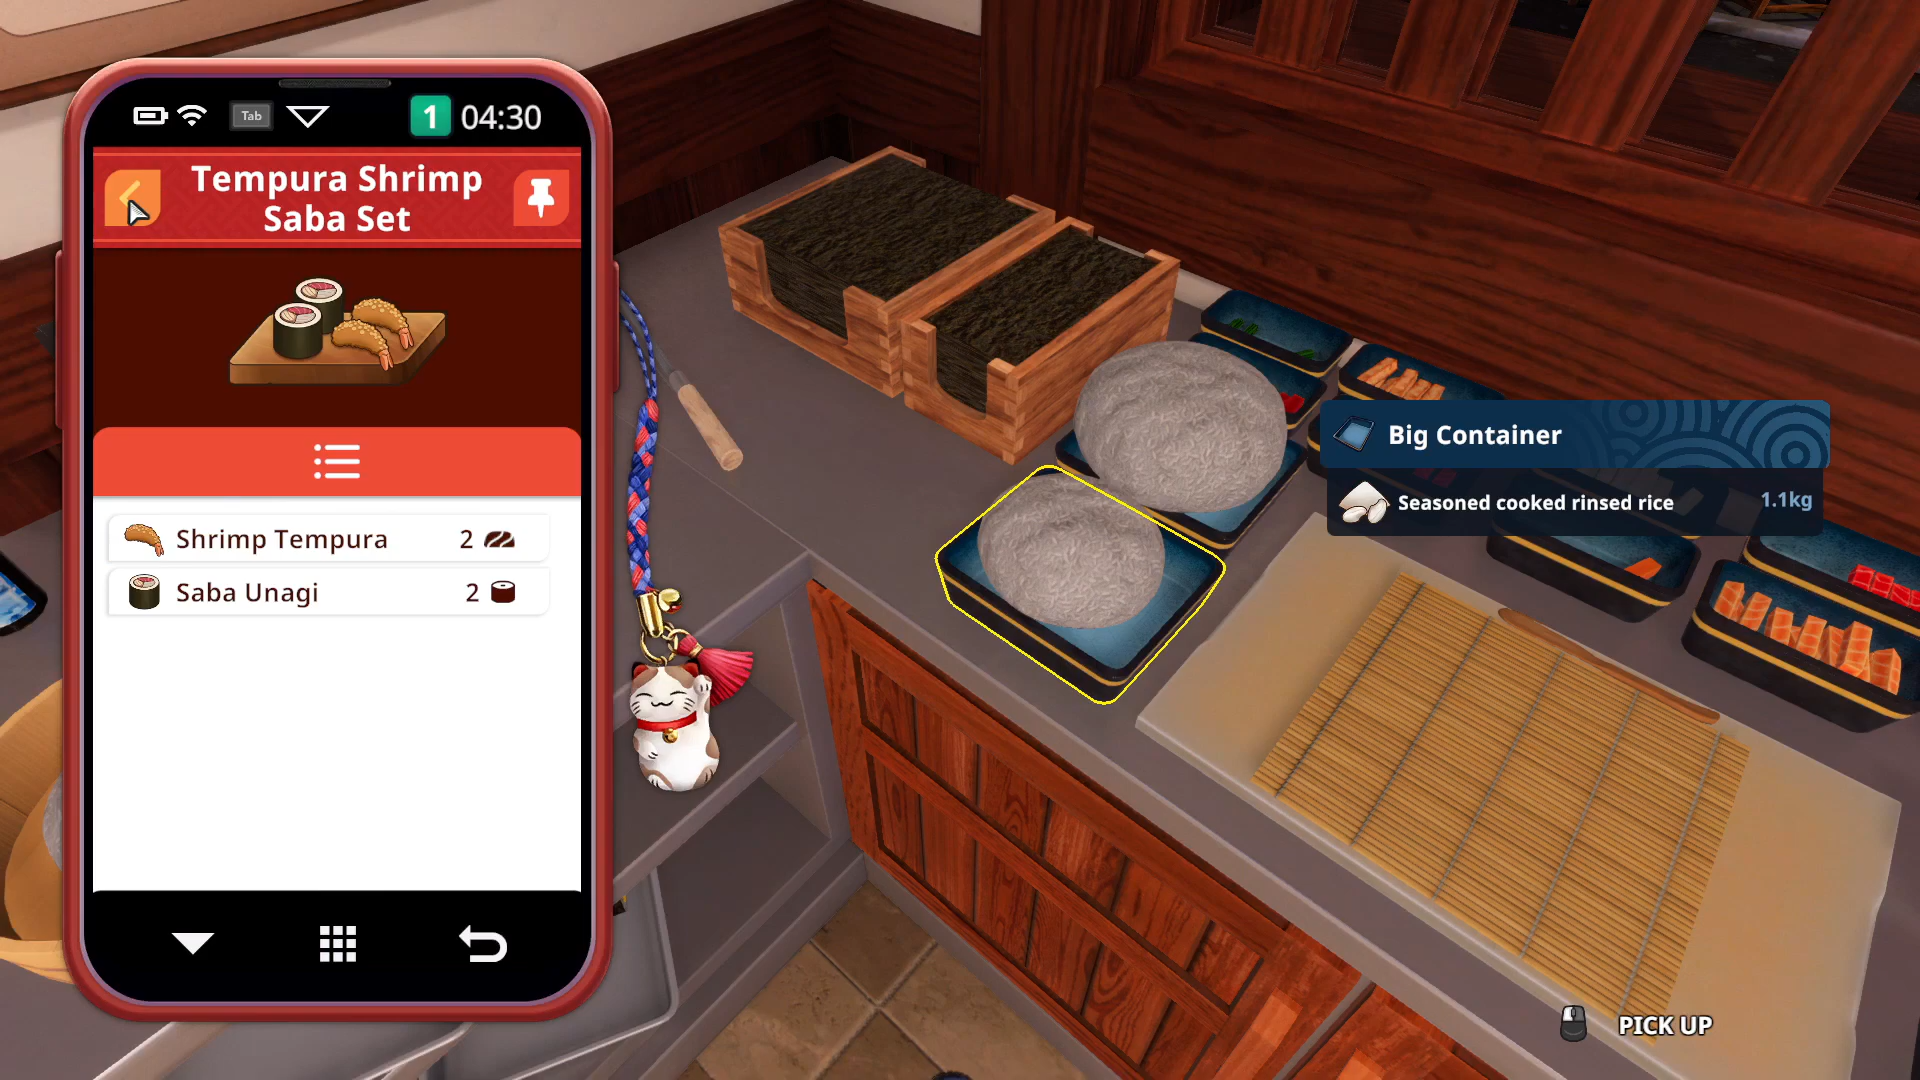 Tab
1 04:30
Tempura Shrimp
Saba Set
Shrimp Tempura 2
Saba Unagi 2
Big Container
Seasoned cooked rinsed rice 1.1kg
PICK UP